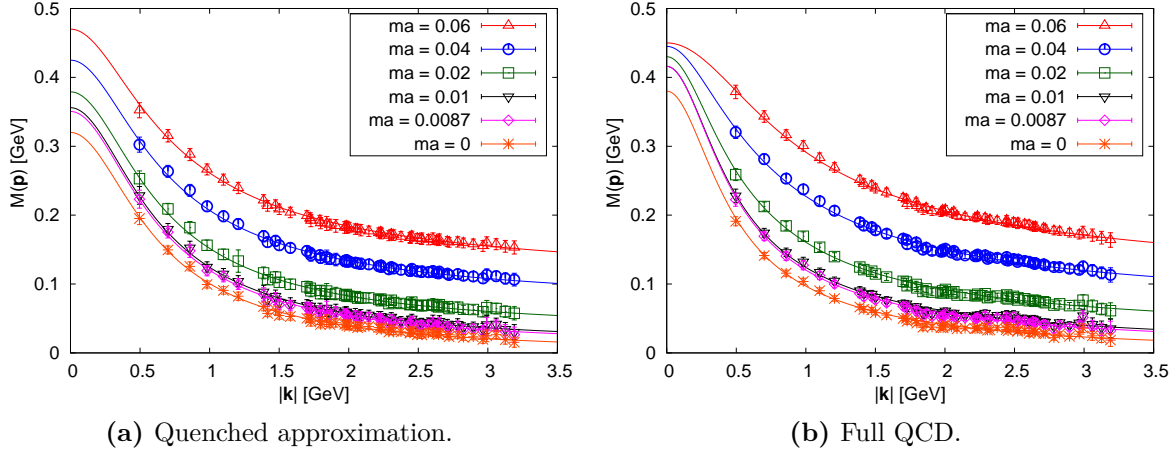 0.5
0.4
0.3
0.2
0.1
0
M(p) [GeV]
0 0.5 1 1.5 2 2.5 3 3.5
|k| [GeV]
ma = 0.06
ma = 0.04
ma = 0.02
ma = 0.01
ma = 0.0087
ma = 0
(a) Quenched approximation.
0.5
0.4
0.3
0.2
0.1
0
M(p) [GeV]
0 0.5 1 1.5 2 2.5 3 3.5
|k| [GeV]
ma = 0.06
ma = 0.04
ma = 0.02
ma = 0.01
ma = 0.0087
ma = 0
(b) Full QCD.